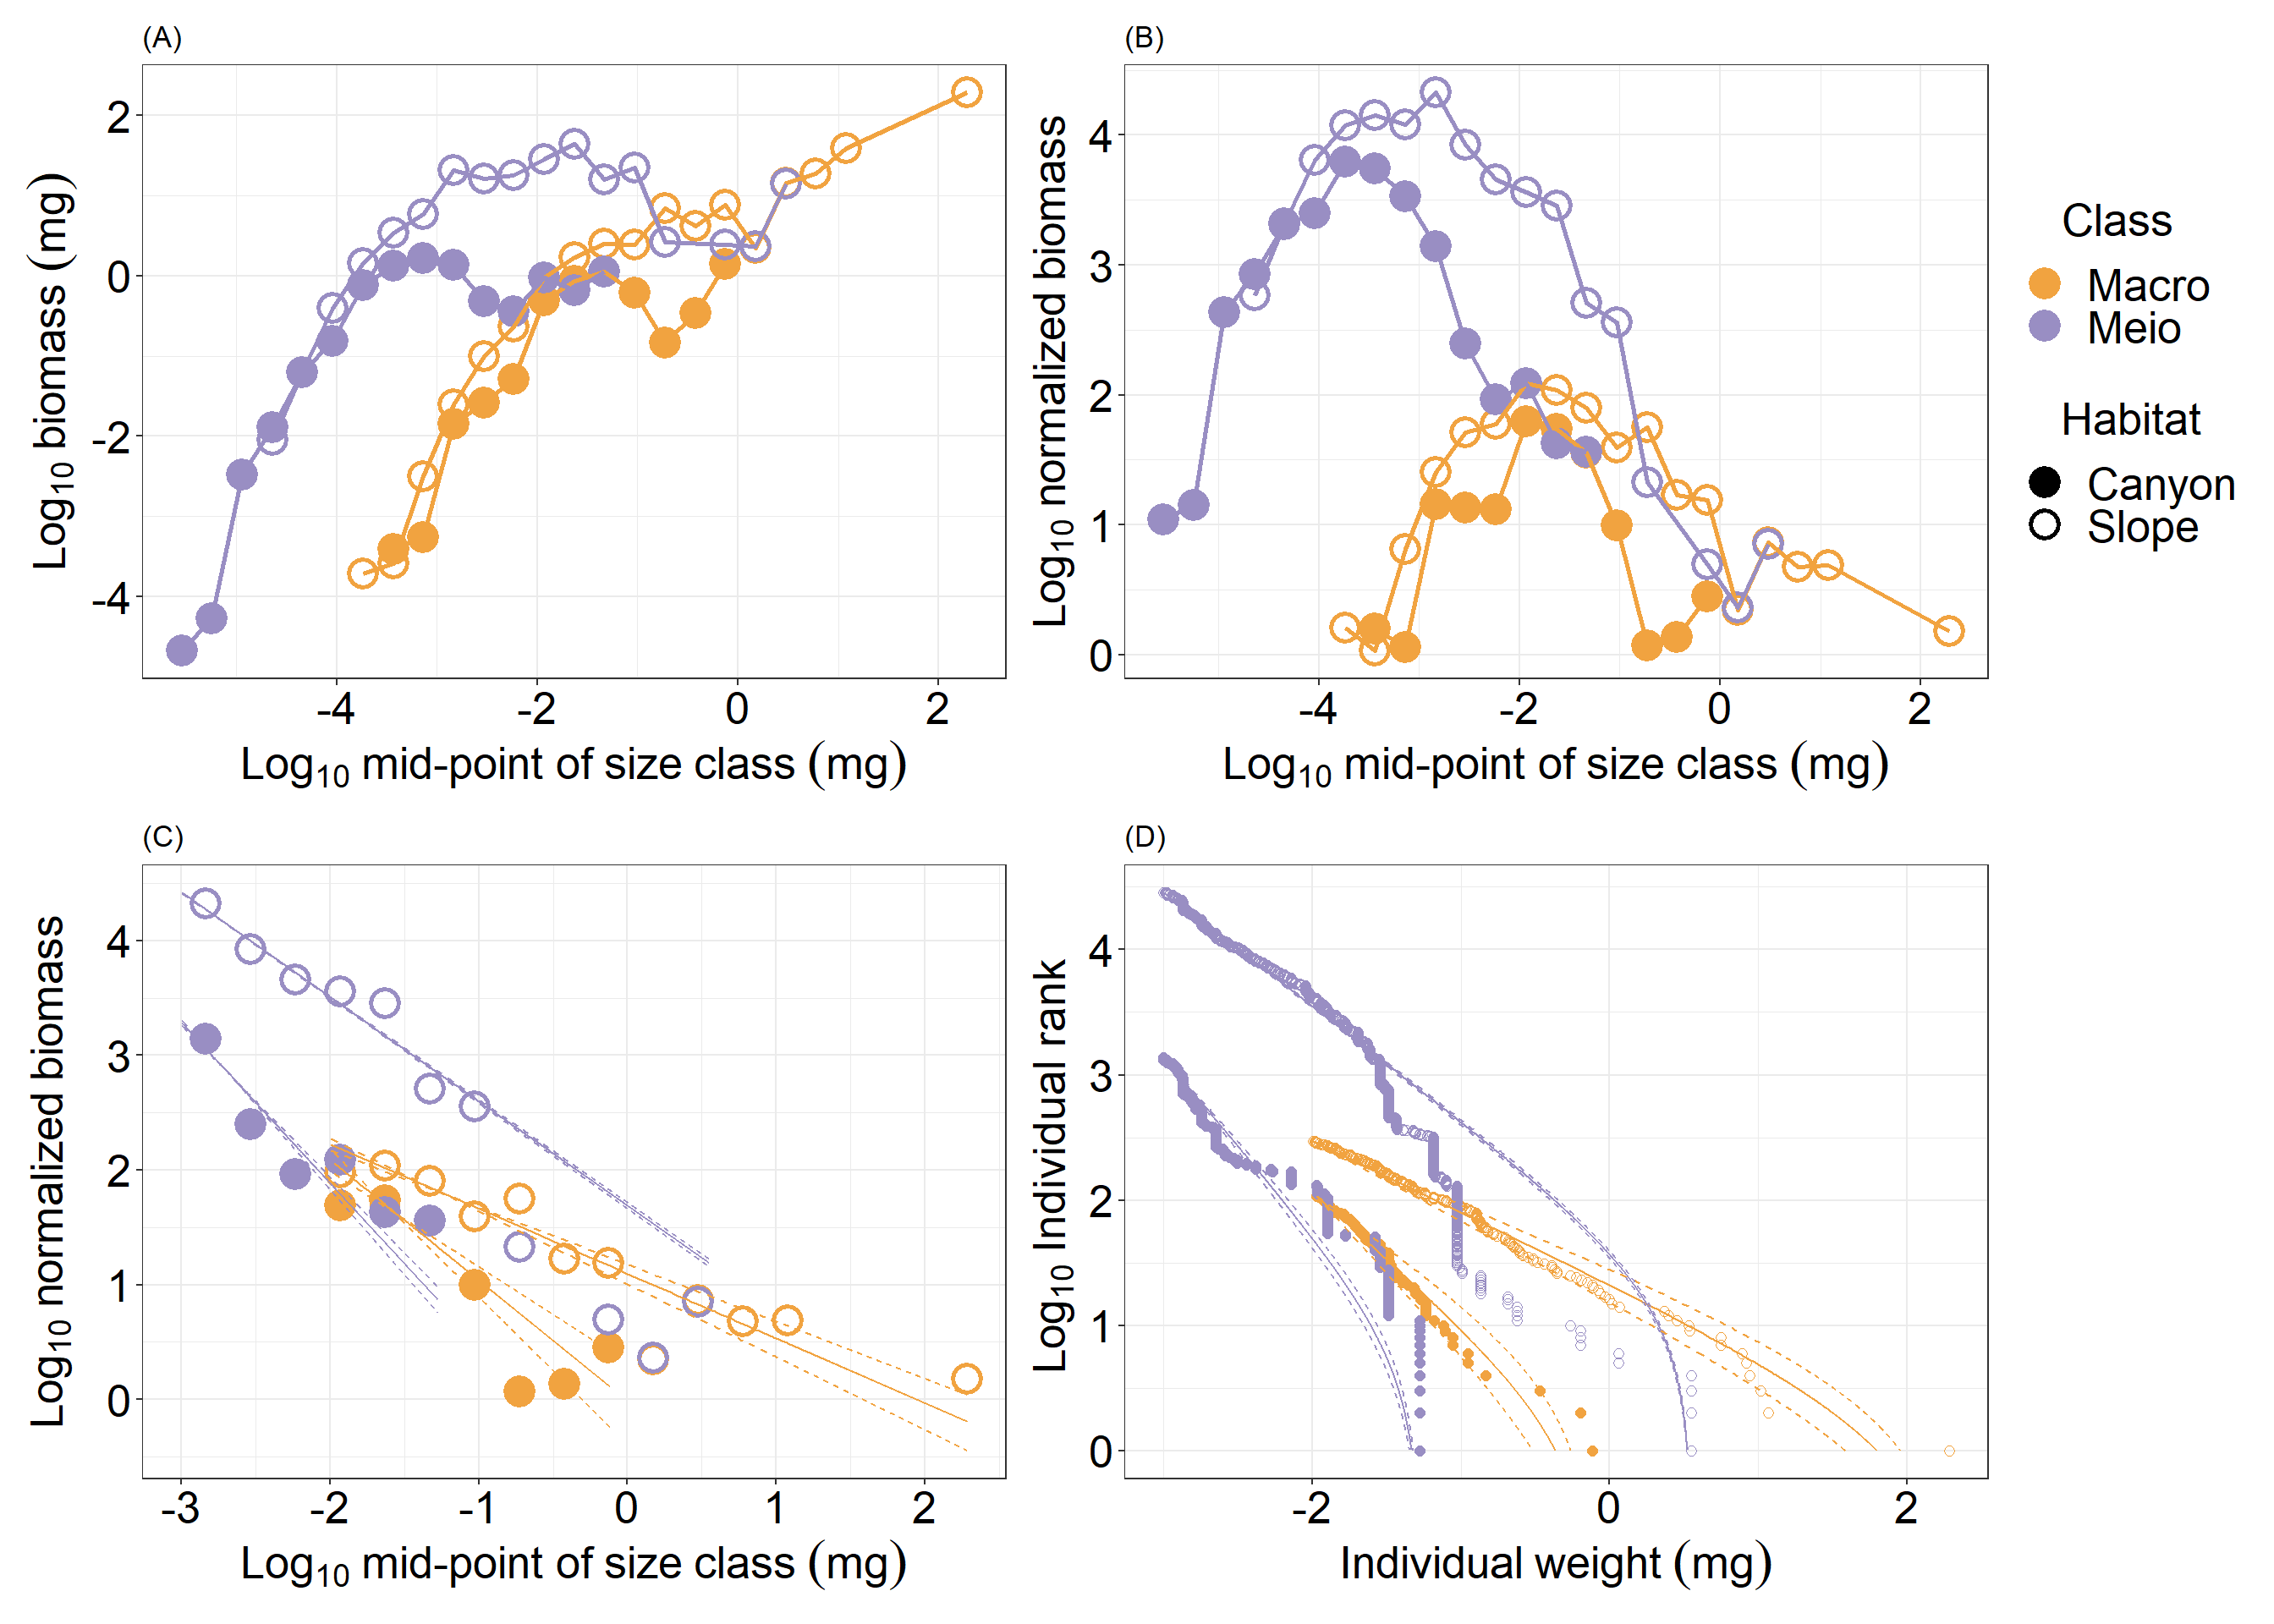 (A)
Log10 biomass (mg)
2
0
-2
-4
-4 -2 0 2
Log10 mid-point of size class (mg)
(B)
Log10 normalized biomass
4
3
2
1
0
-4 -2 0 2
Log10 mid-point of size class (mg)
Class
Macro
Meio
Habitat
Canyon
Slope
(C)
Log10 normalized biomass
4
3
2
1
0
-3 -2 -1 0 1 2
Log10 mid-point of size class (mg)
(D)
Log10 Individual rank
4
3
2
1
0
-2 0 2
Individual weight (mg)